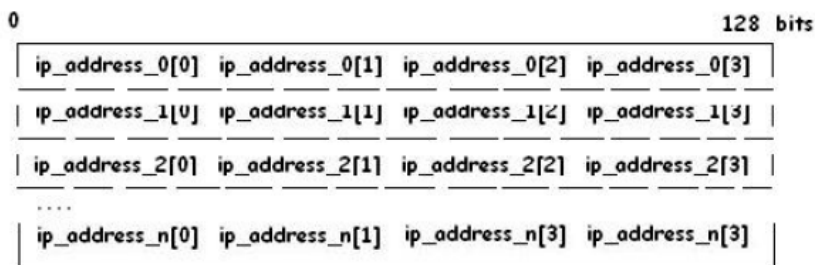 0 128 bits
ip_address_0[0] ip_address_0[1] ip_address_0[2] ip_address_0[3]
ip_address_1[0] ip_address_1[1] ip_address_1[2] ip_address_1[3]
ip_address_2[0] ip_address_2[1] ip_address_2[2] ip_address_2[3]
....
ip_address_n[0] ip_address_n[1] ip_address_n[3] ip_address_n[3]